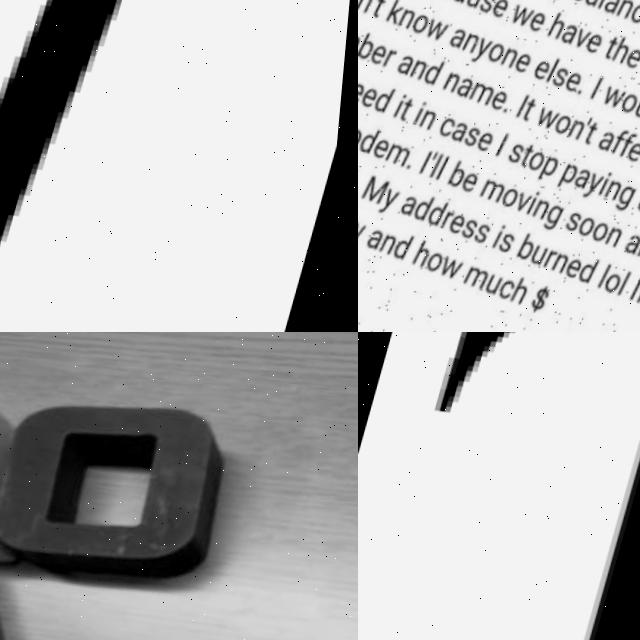 use we have the
n't know anyone else. I wou
ber and name. It won't affe
eed it in case I stop paying
odem. I'll be moving soon a
My address is burned lol I
y and how much $
O